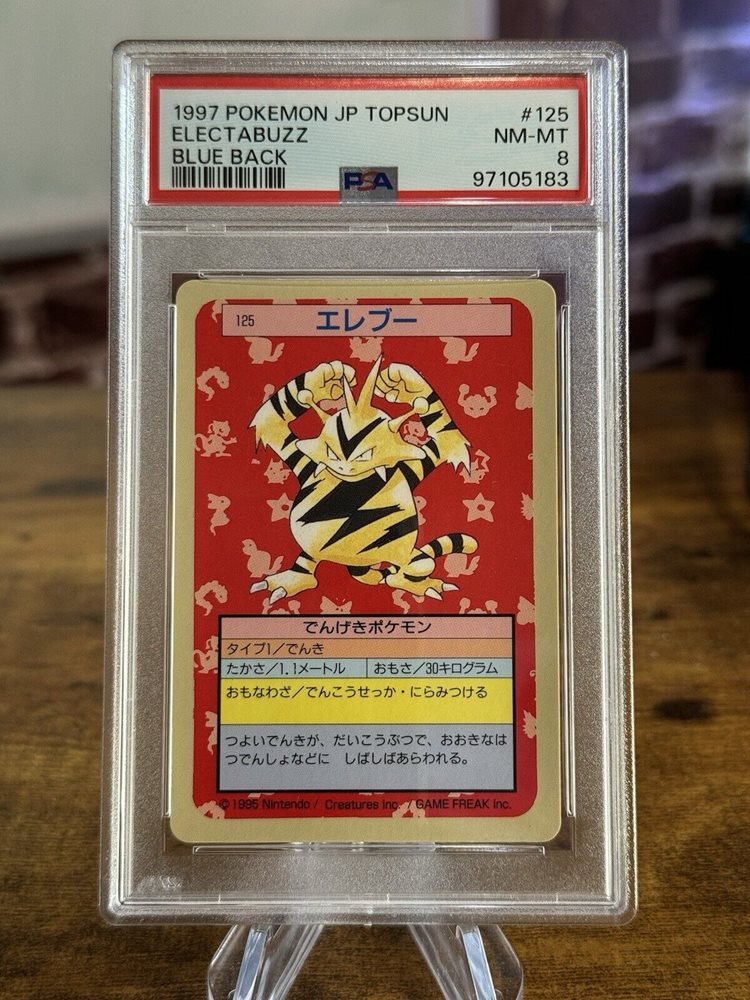 1997 POKEMON JP TOPSUN #125
ELECTABUZZ NM-MT
BLUE BACK 8
PSA 97105183
125 エレブー
でんげきポケモン
タイプ1/でんき
たかさ/1.1メートル おもさ/30キログラム
おもなわざ/でんこうせっか・にらみつける
つよいでんきが、だいこうぶつで、おおきなは
つでんしょなどに しばしばあらわれる。
© 1995 Nintendo / Creatures inc. / GAME FREAK inc.